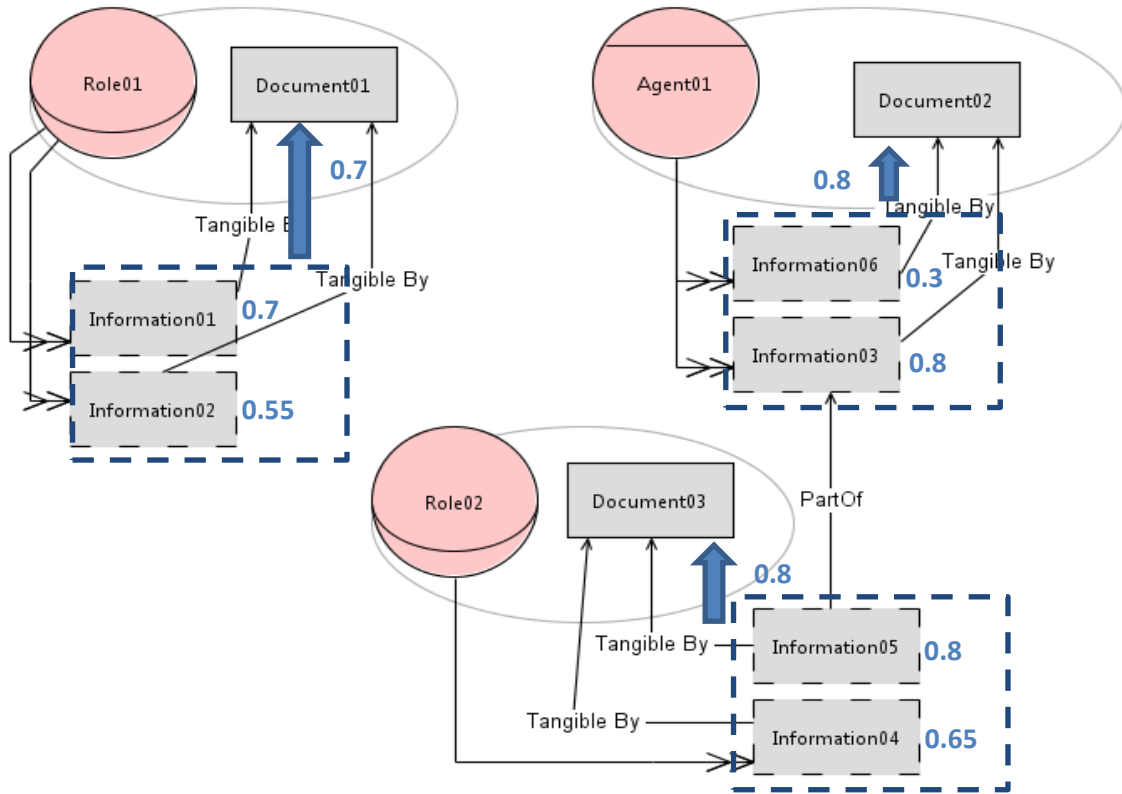 Role01
Document01
0.7
Tangible B
Tangible By
Information01
0.7
Information02
0.55
Agent01
Document02
0.8
Tangible By
Information06
0.3
Tangible By
Information03
0.8
PartOf
Role02
Document03
0.8
Tangible By
Information05
0.8
Tangible By
Information04
0.65